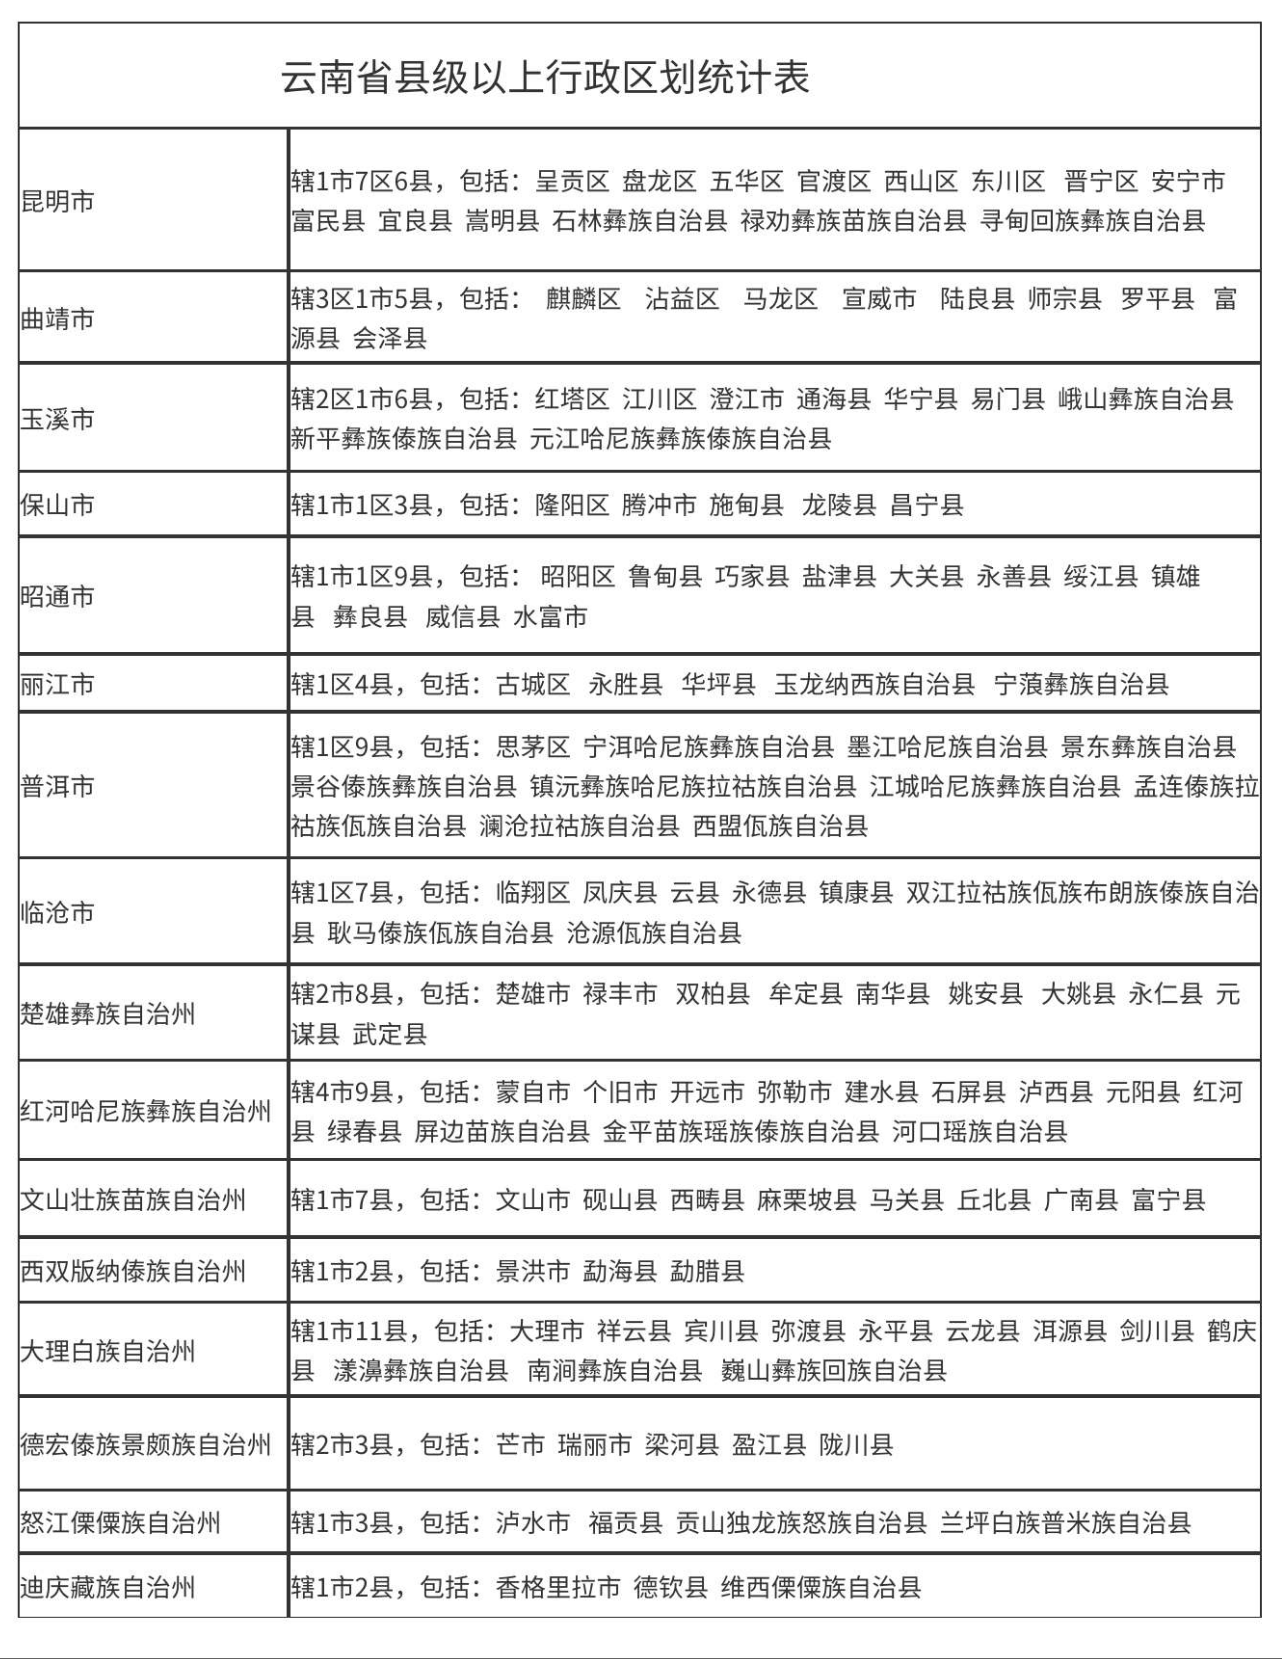 云南省县级以上行政区划统计表
昆明市
辖1市7区6县，包括：呈贡区 盘龙区 五华区 官渡区 西山区 东川区 晋宁区 安宁市
富民县 宜良县 嵩明县 石林彝族自治县 禄劝彝族苗族自治县 寻甸回族彝族自治县
曲靖市
辖3区1市5县，包括： 麒麟区 沾益区 马龙区 宣威市 陆良县 师宗县 罗平县 富
源县 会泽县
玉溪市
辖2区1市6县，包括：红塔区 江川区 澄江市 通海县 华宁县 易门县 峨山彝族自治县
新平彝族傣族自治县 元江哈尼族彝族傣族自治县
保山市
辖1市1区3县，包括：隆阳区 腾冲市 施甸县 龙陵县 昌宁县
昭通市
辖1市1区9县，包括： 昭阳区 鲁甸县 巧家县 盐津县 大关县 永善县 绥江县 镇雄
县 彝良县 威信县 水富市
丽江市
辖1区4县，包括：古城区 永胜县 华坪县 玉龙纳西族自治县 宁蒗彝族自治县
普洱市
辖1区9县，包括：思茅区 宁洱哈尼族彝族自治县 墨江哈尼族自治县 景东彝族自治县
景谷傣族彝族自治县 镇沅彝族哈尼族拉祜族自治县 江城哈尼族彝族自治县 孟连傣族拉
祜族佤族自治县 澜沧拉祜族自治县 西盟佤族自治县
临沧市
辖1区7县，包括：临翔区 凤庆县 云县 永德县 镇康县 双江拉祜族佤族布朗族傣族自治
县 耿马傣族佤族自治县 沧源佤族自治县
楚雄彝族自治州
辖2市8县，包括：楚雄市 禄丰市 双柏县 牟定县 南华县 姚安县 大姚县 永仁县 元
谋县 武定县
红河哈尼族彝族自治州
辖4市9县，包括：蒙自市 个旧市 开远市 弥勒市 建水县 石屏县 泸西县 元阳县 红河
县 绿春县 屏边苗族自治县 金平苗族瑶族傣族自治县 河口瑶族自治县
文山壮族苗族自治州
辖1市7县，包括：文山市 砚山县 西畴县 麻栗坡县 马关县 丘北县 广南县 富宁县
西双版纳傣族自治州
辖1市2县，包括：景洪市 勐海县 勐腊县
大理白族自治州
辖1市11县，包括：大理市 祥云县 宾川县 弥渡县 永平县 云龙县 洱源县 剑川县 鹤庆
县 漾濞彝族自治县 南涧彝族自治县 巍山彝族回族自治县
德宏傣族景颇族自治州
辖2市3县，包括：芒市 瑞丽市 梁河县 盈江县 陇川县
怒江傈僳族自治州
辖1市3县，包括：泸水市 福贡县 贡山独龙族怒族自治县 兰坪白族普米族自治县
迪庆藏族自治州
辖1市2县，包括：香格里拉市 德钦县 维西傈僳族自治县